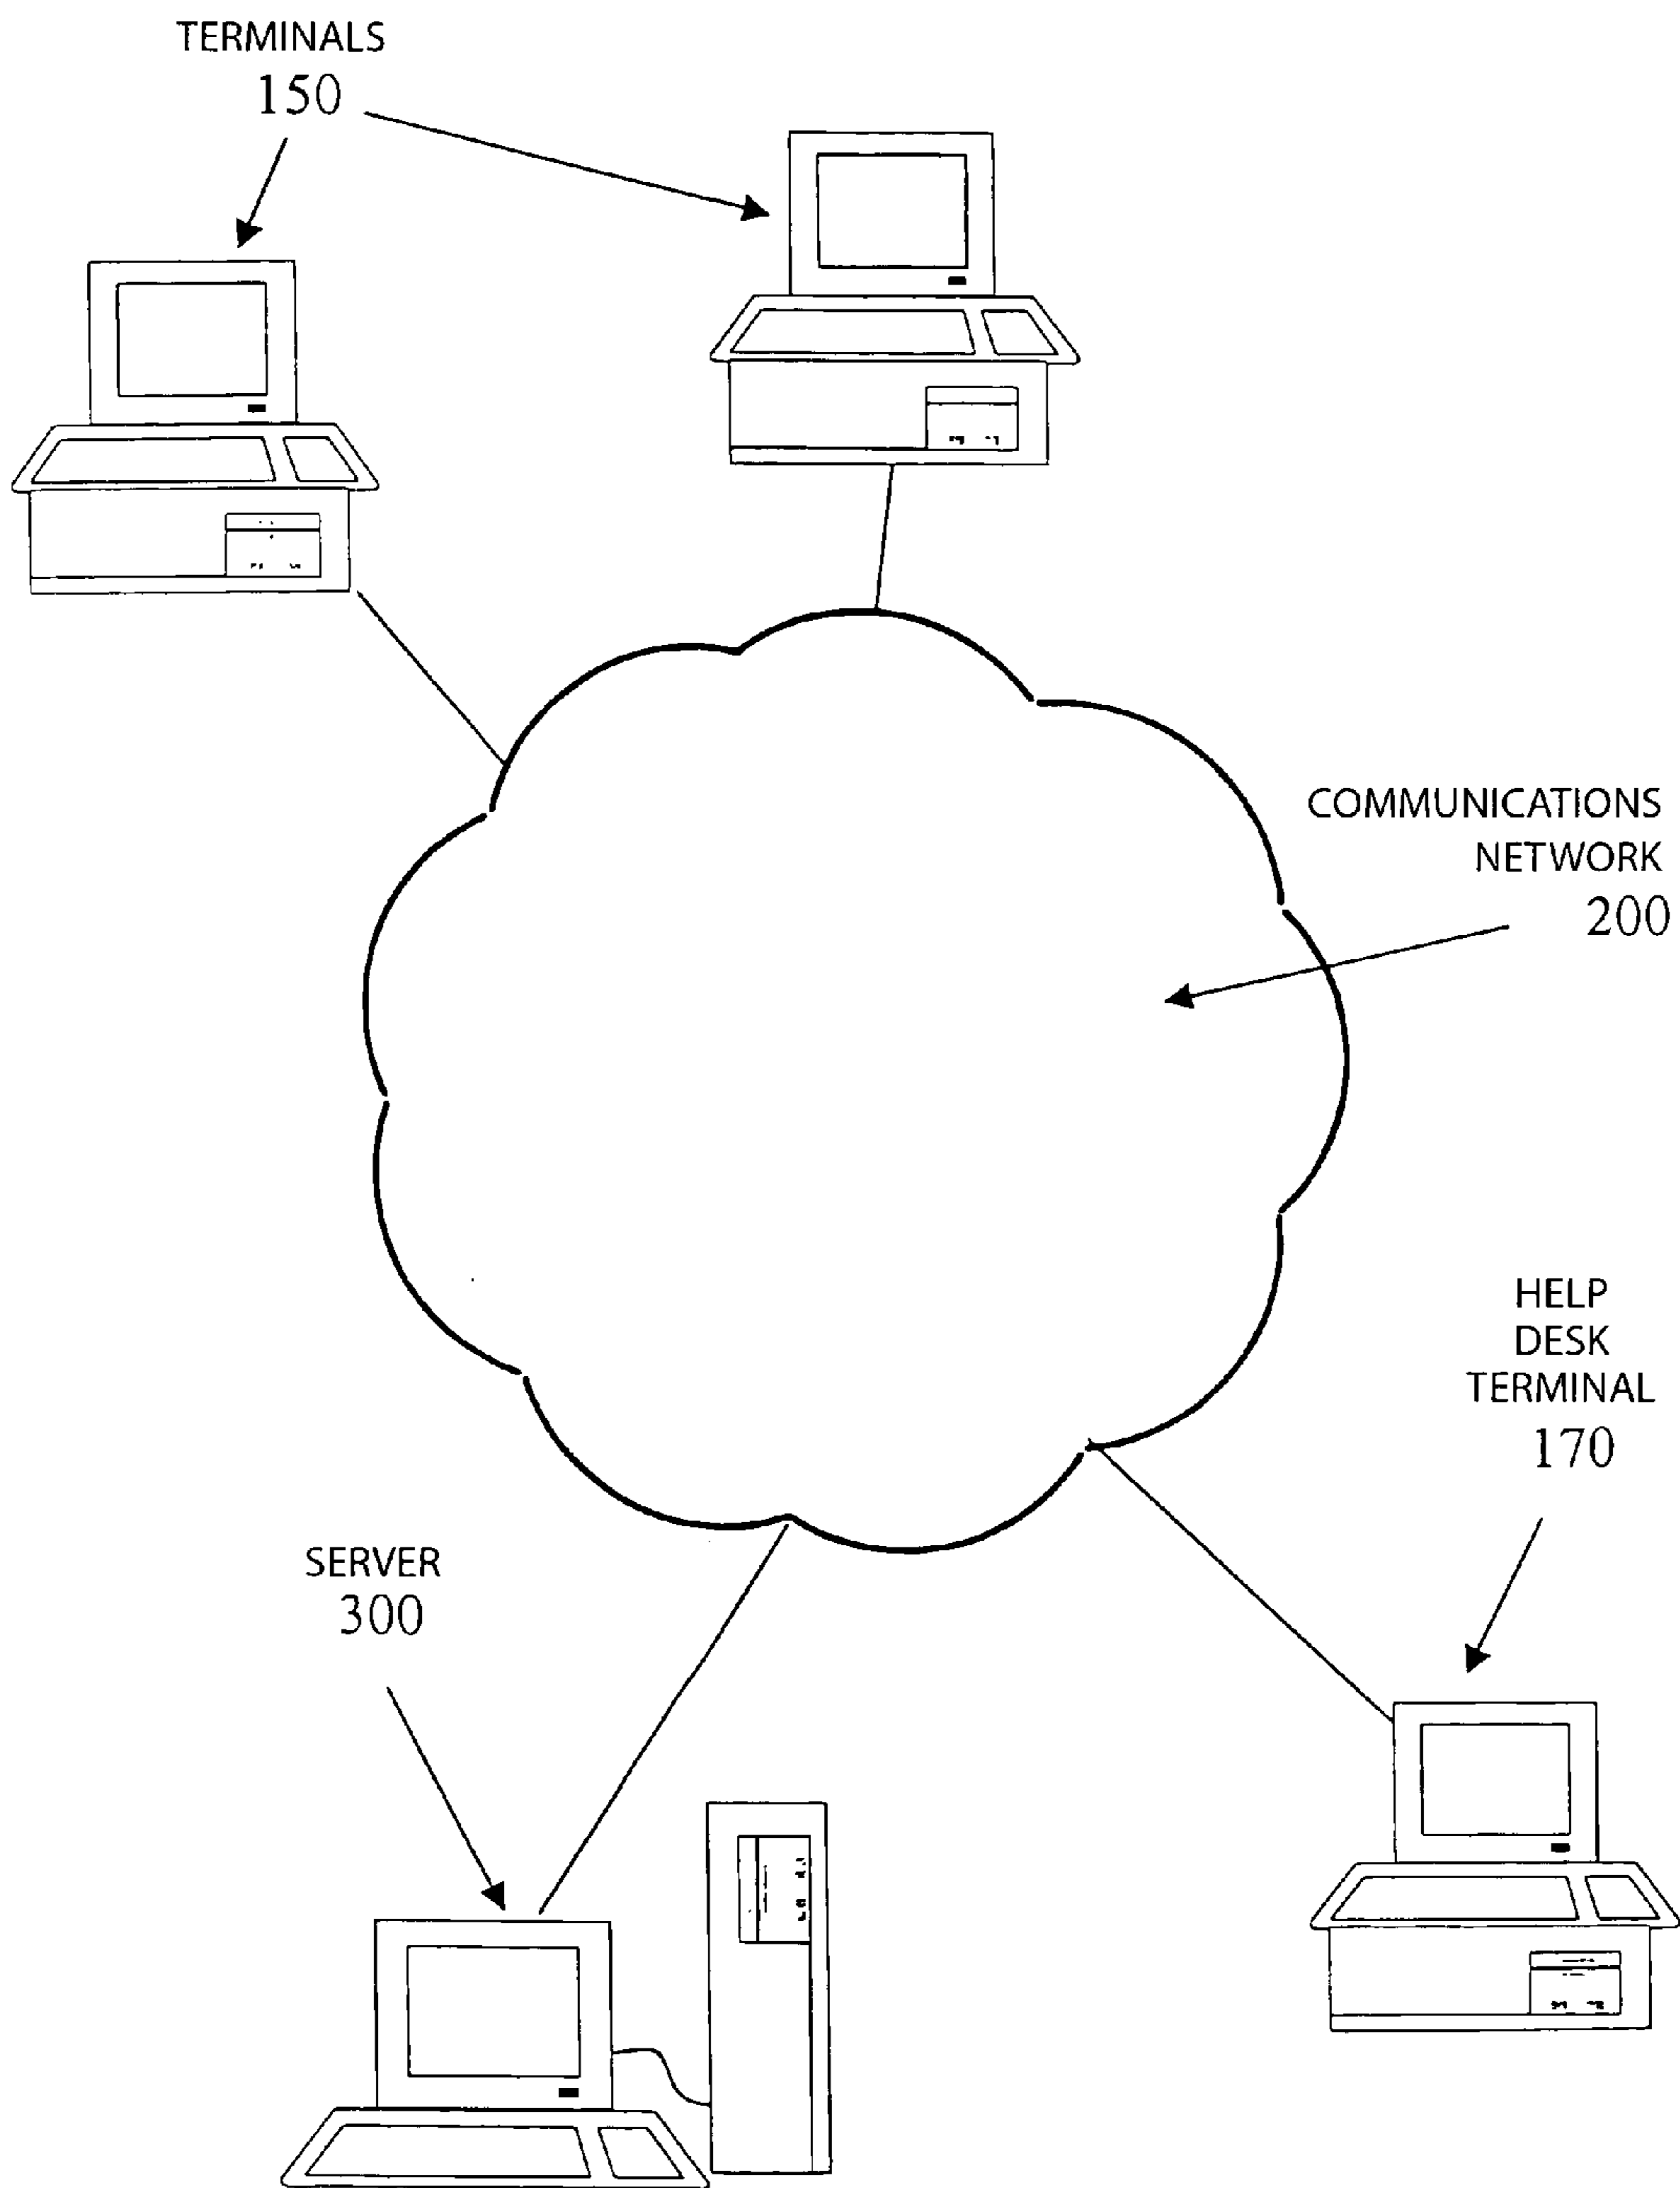 TERMINALS
150
COMMUNICATIONS
NETWORK
200
HELP
DESK
TERMINAL
170
SERVER
300